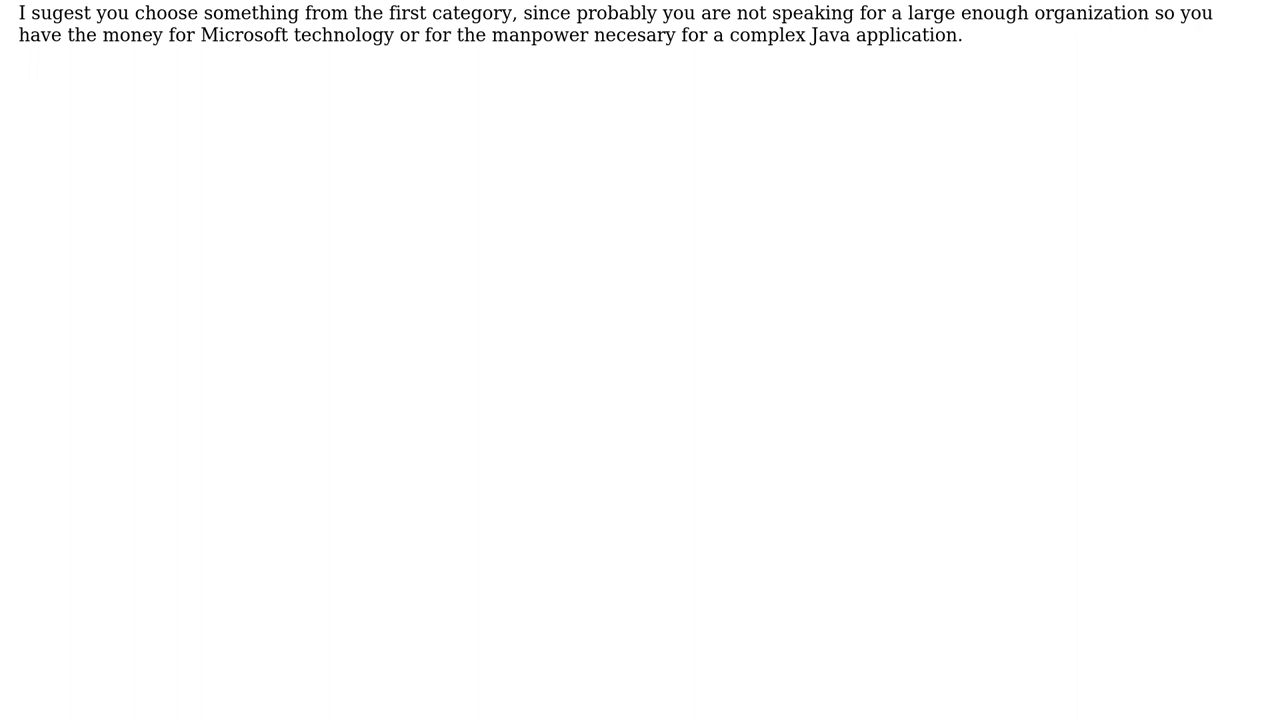 I sugest you choose something from the first category, since probably you are not speaking for a large enough organization so you
have the money for Microsoft technology or for the manpower necesary for a complex Java application.